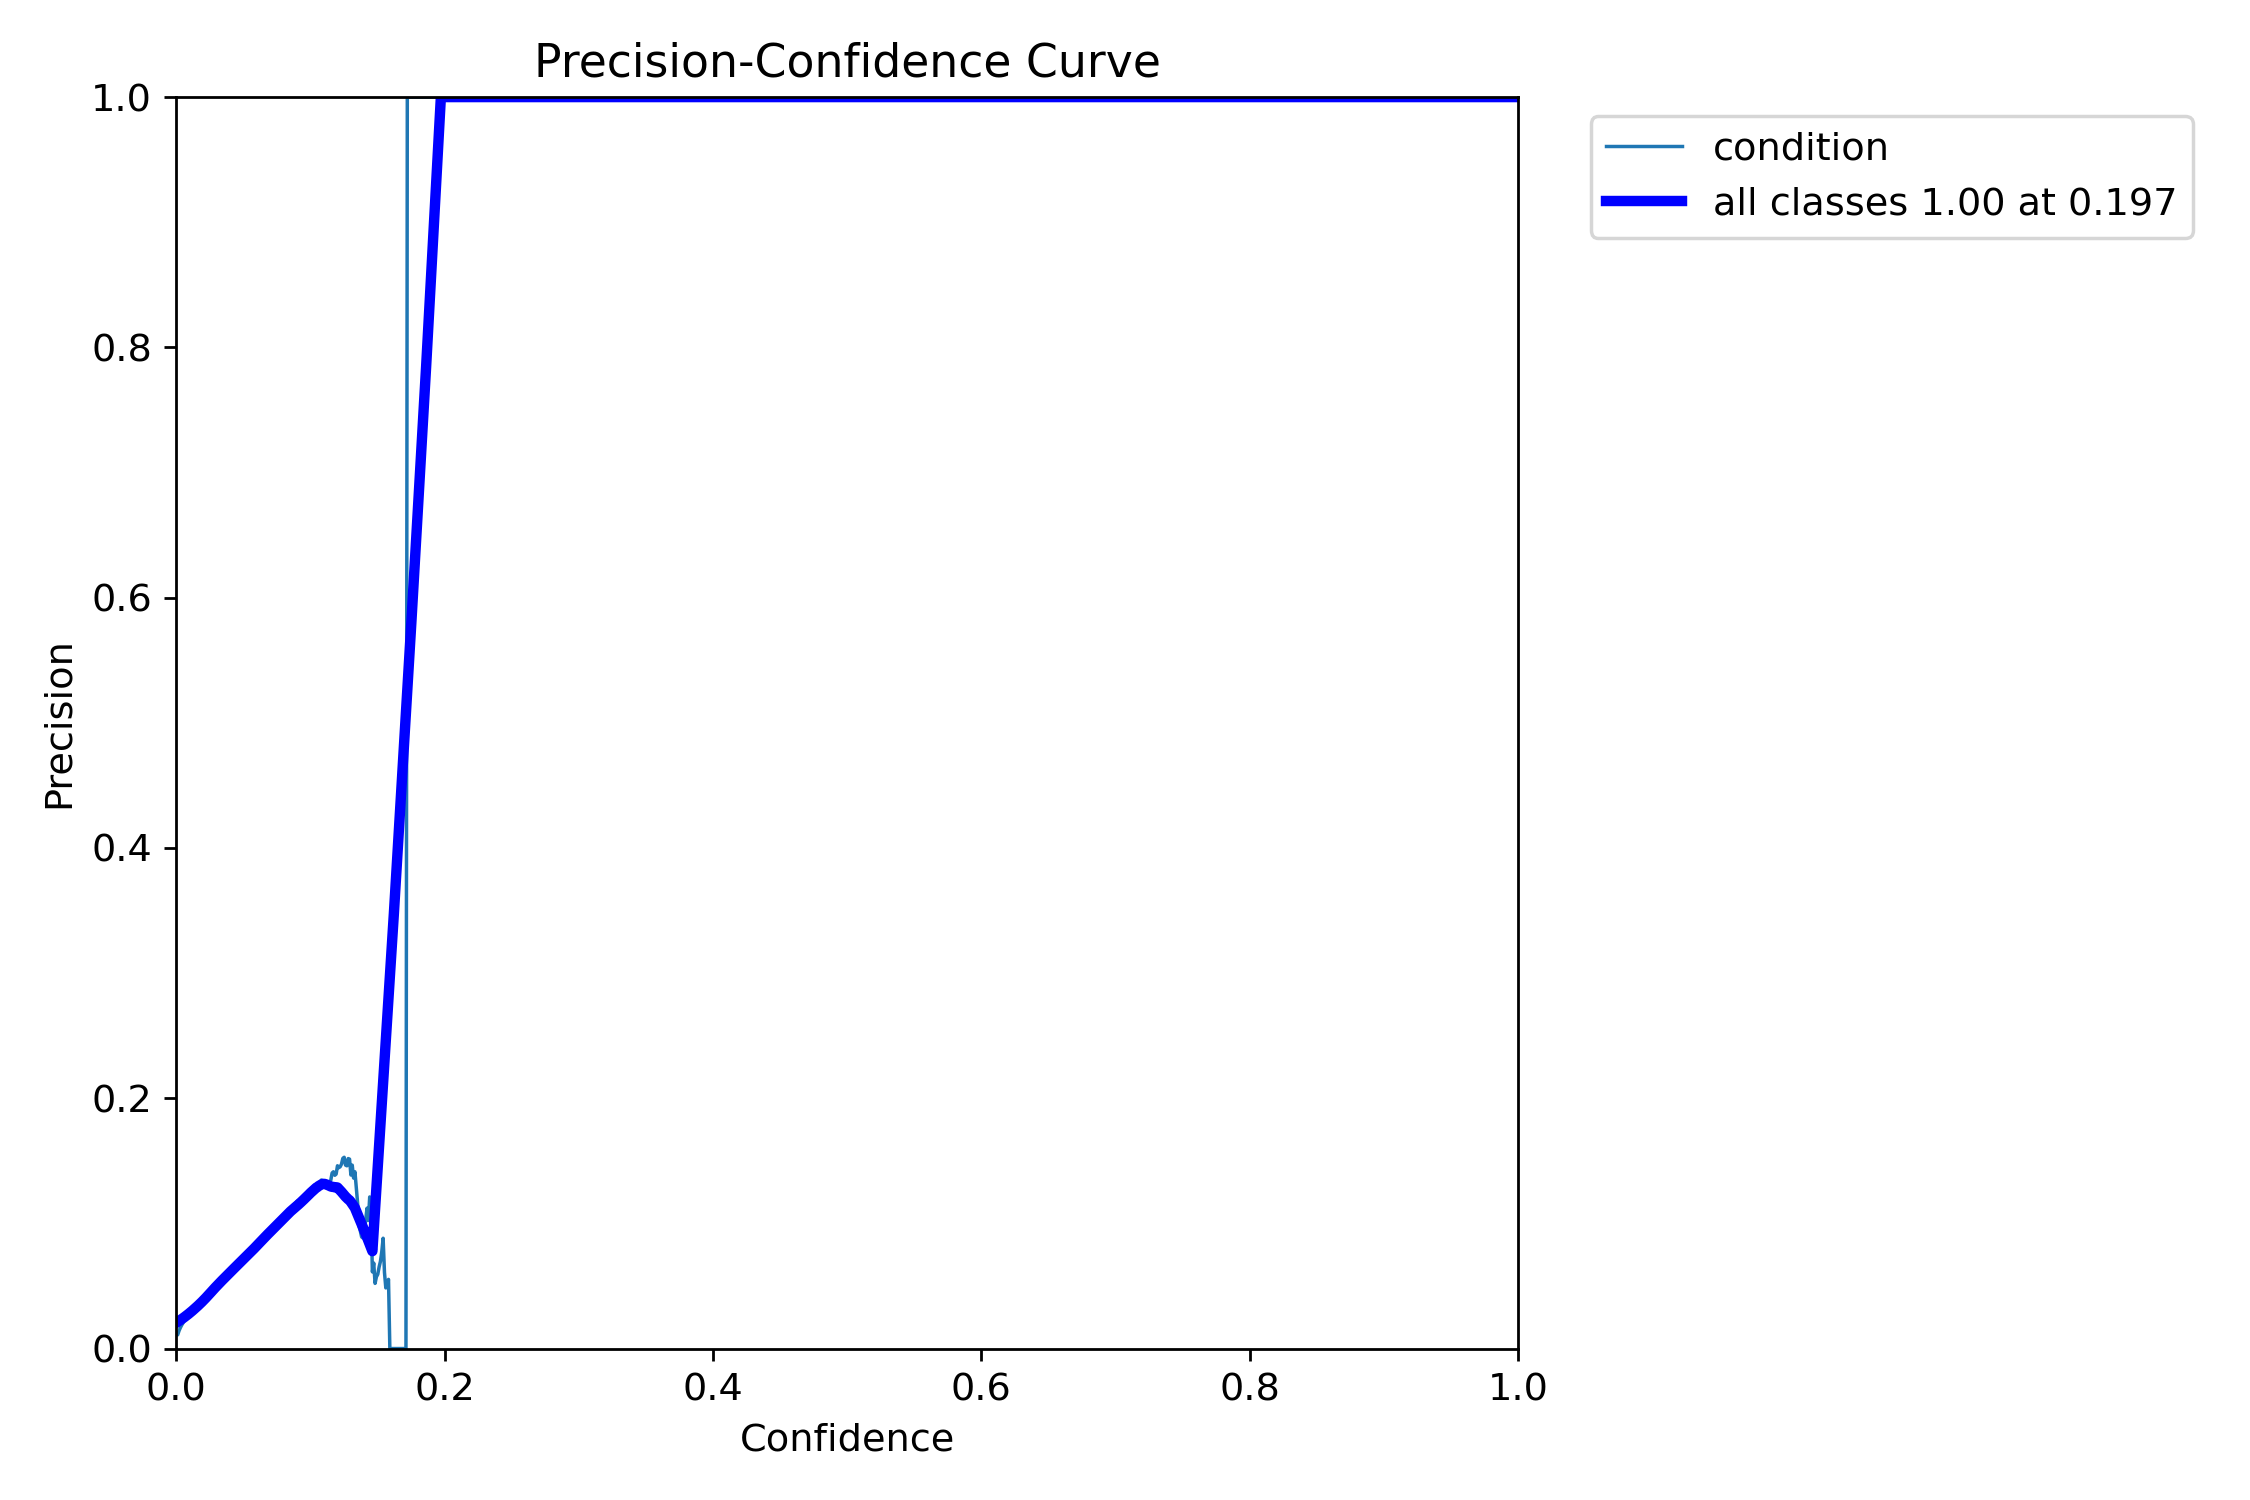 Precision-Confidence Curve
condition
all classes 1.00 at 0.197
Precision
1.0
0.8
0.6
0.4
0.2
0.0
0.0 0.2 0.4 0.6 0.8 1.0
Confidence